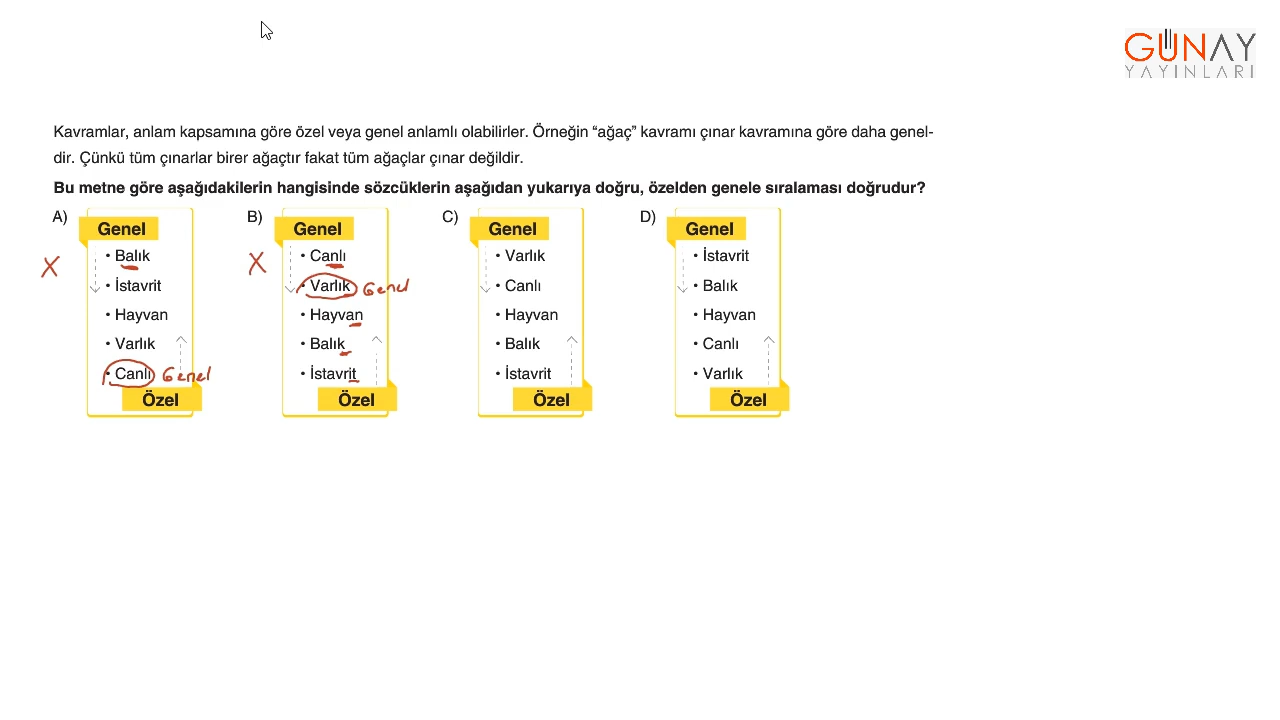 GÜNAY
YAYINLARI
Kavramlar, anlam kapsamına göre özel veya genel anlamlı olabilirler. Örneğin “ağaç” kavramı çınar kavramına göre daha genel-
dir. Çünkü tüm çınarlar birer ağaçtır fakat tüm ağaçlar çınar değildir.
Bu metne göre aşağıdakilerin hangisinde sözcüklerin aşağıdan yukarıya doğru, özelden genele sıralaması doğrudur?
A)
Genel
X
• Balık
• İstavrit
• Hayvan
• Varlık
• Canlı Genel
Özel
B)
Genel
X
• Canlı
• Varlık Genel
• Hayvan
• Balık
• İstavrit
Özel
C)
Genel
• Varlık
• Canlı
• Hayvan
• Balık
• İstavrit
Özel
D)
Genel
• İstavrit
• Balık
• Hayvan
• Canlı
• Varlık
Özel